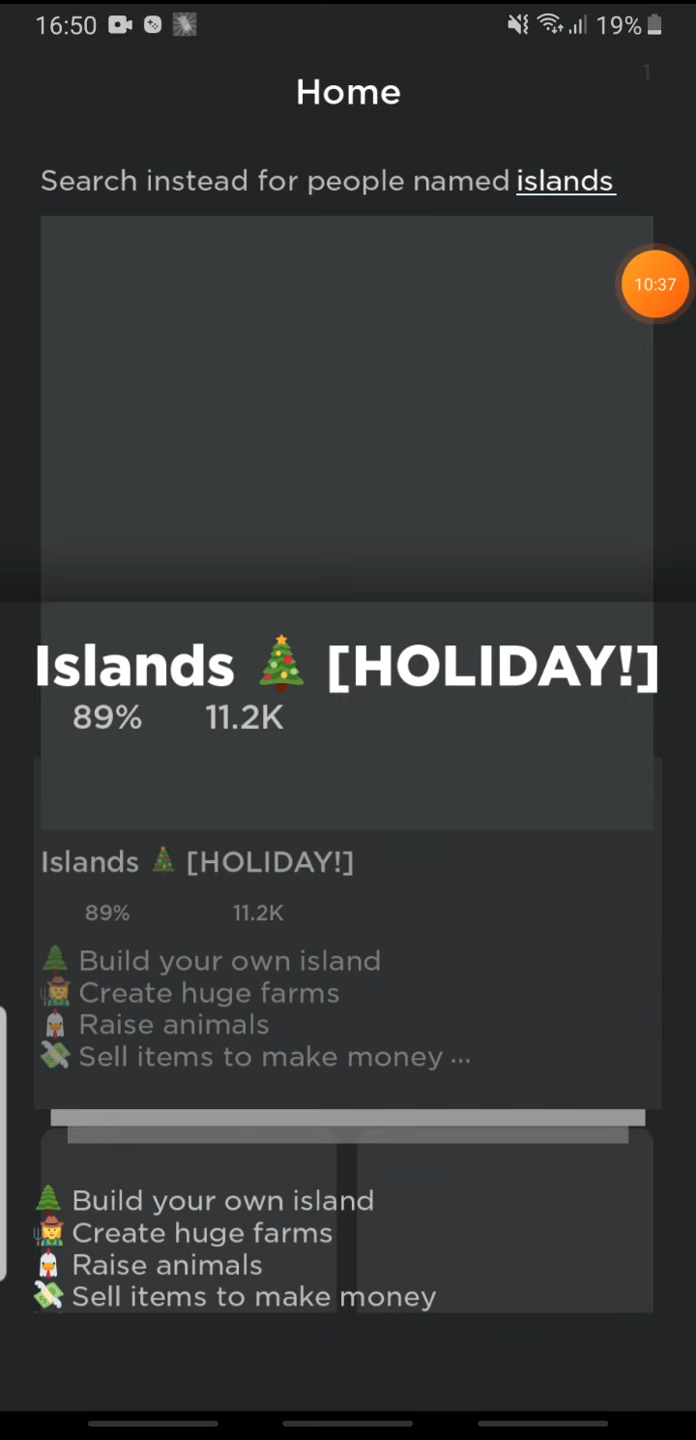 16:50
19%
1
Home
Search instead for people named islands
10:37
Islands 🎄 [HOLIDAY!]
89% 11.2K
Islands 🎄 [HOLIDAY!]
89% 11.2K
🌲 Build your own island
👩‍🌾 Create huge farms
🐔 Raise animals
💸 Sell items to make money ...
🌲 Build your own island
👩‍🌾 Create huge farms
🐔 Raise animals
💸 Sell items to make money